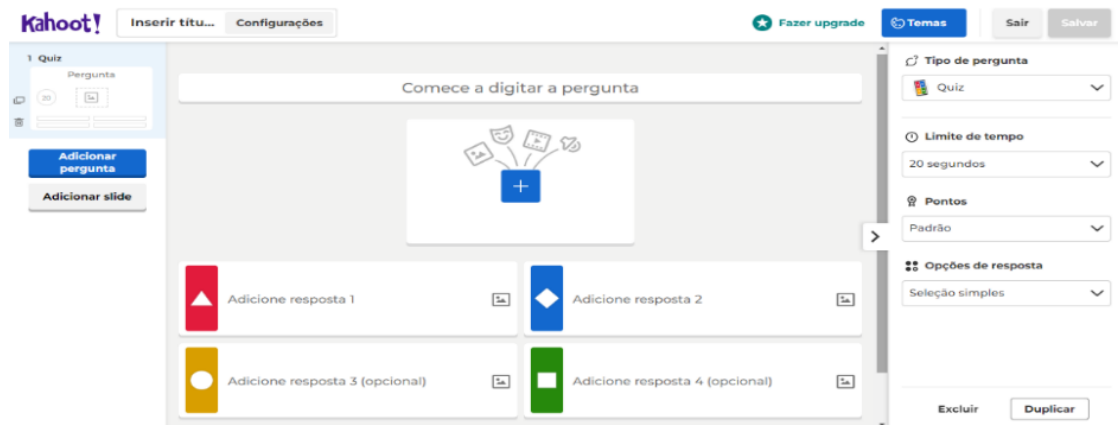 Kahoot!
Inserir títu...
Configurações
Fazer upgrade
Temas
Sair
Salvar
1 Quiz
Pergunta
20
Adicionar
pergunta
Adicionar slide
Comece a digitar a pergunta
Adicione resposta 1
Adicione resposta 2
Adicione resposta 3 (opcional)
Adicione resposta 4 (opcional)
Tipo de pergunta
Quiz
Limite de tempo
20 segundos
Pontos
Padrão
Opções de resposta
Seleção simples
Excluir
Duplicar